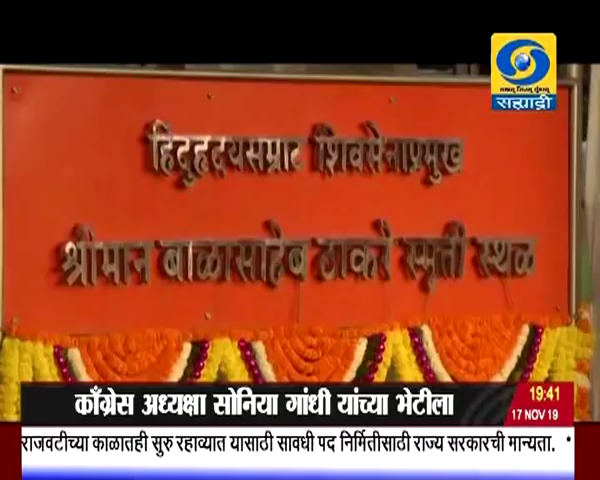 सह्याद्री
हिंदुहृदयसम्राट शिवसेनाप्रमुख
श्रीमान बाळासाहेब ठाकरे स्मृती स्थळ
काँग्रेस अध्यक्षा सोनिया गांधी यांच्या भेटीला
19:41
17 NOV 19
राजवटीच्या काळातही सुरु रहाव्यात यासाठी सावधी पद निर्मितीसाठी राज्य सरकारची मान्यता. *